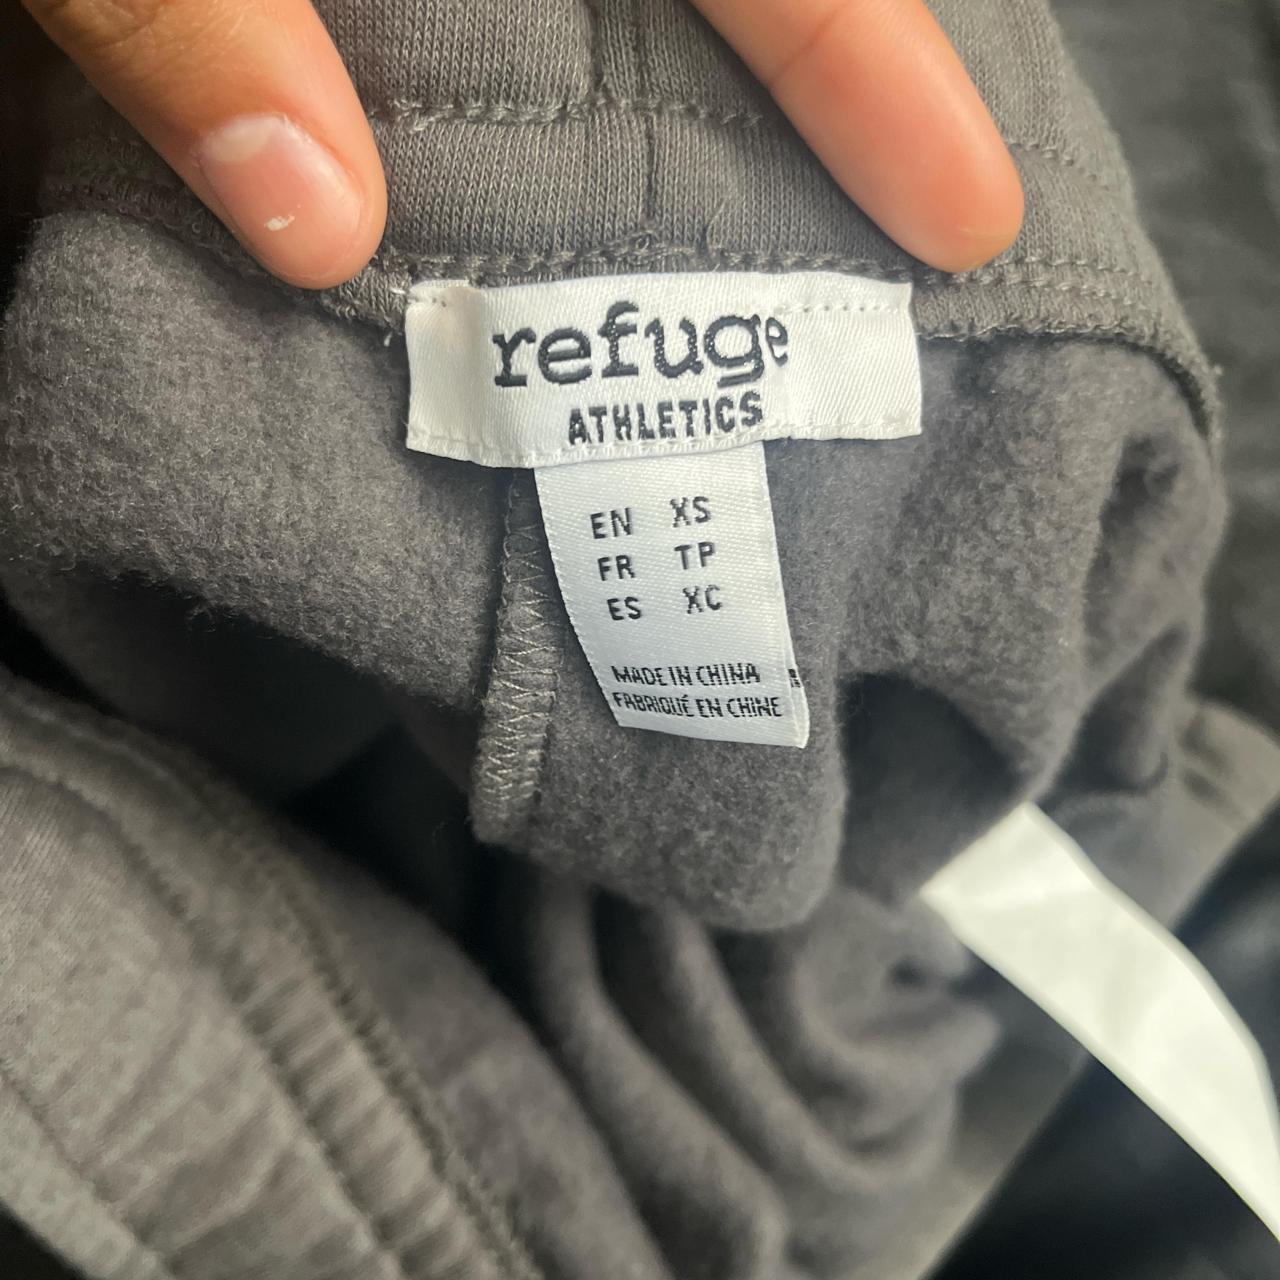 refuge
ATHLETICS
EN XS
FR TP
ES XC
MADE IN CHINA
FABRIQUÉ EN CHINE